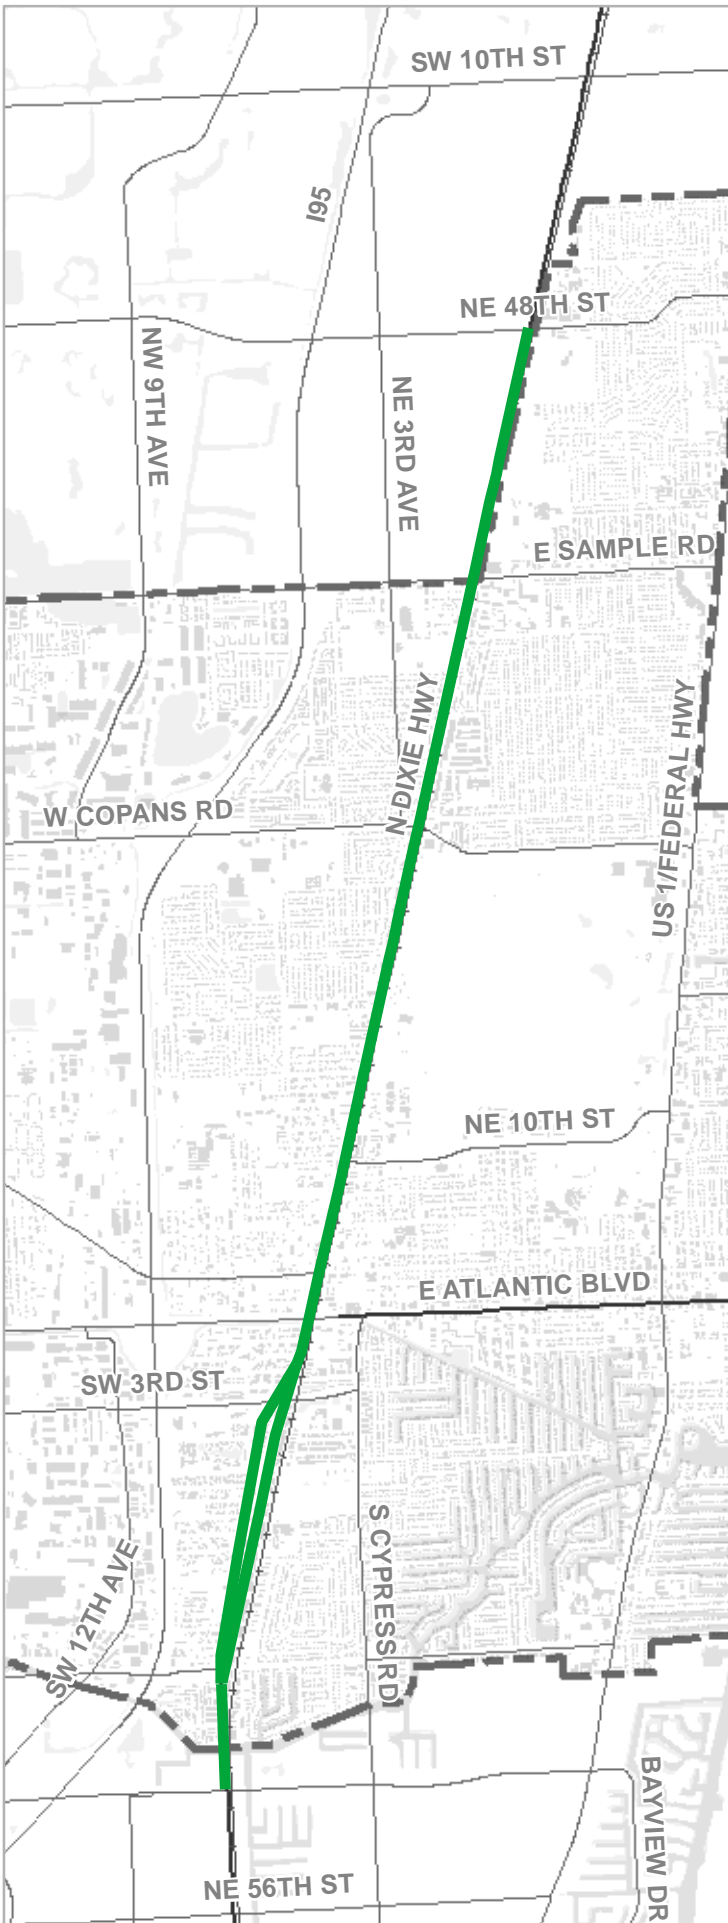 SW 10TH ST
I95
NE 48TH ST
NW 9TH AVE
NE 3RD AVE
E SAMPLE RD
N DIXIE HWY
US 1/FEDERAL HWY
W COPANS RD
NE 10TH ST
E ATLANTIC BLVD
SW 3RD ST
S CYPRESS RD
SW 12TH AVE
BAYVIEW DR
NE 56TH ST